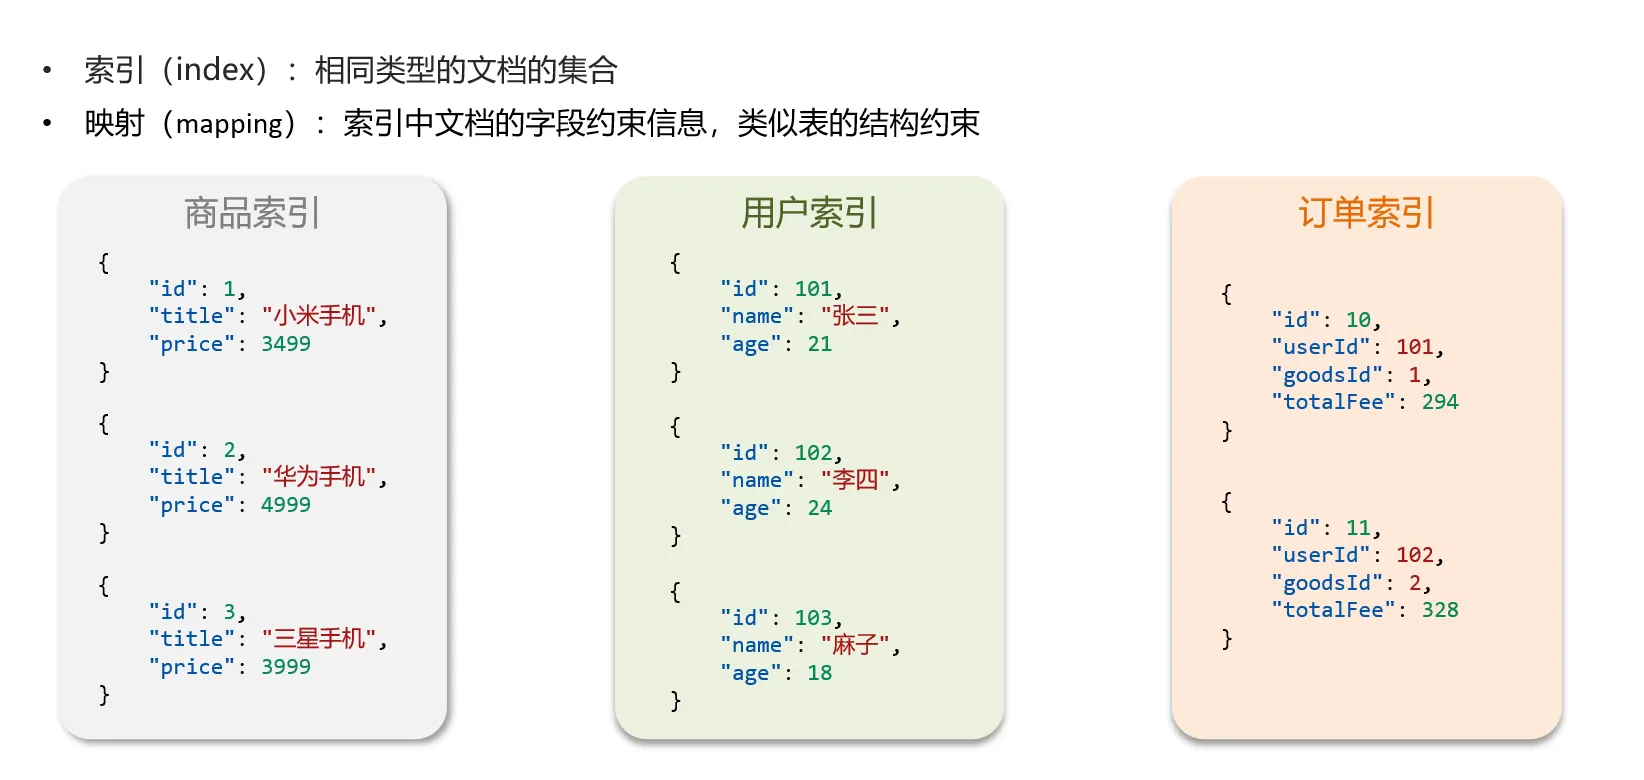 • 索引（index）：相同类型的文档的集合
• 映射（mapping）：索引中文档的字段约束信息，类似表的结构约束
商品索引
{
"id": 1,
"title": "小米手机",
"price": 3499
}
{
"id": 2,
"title": "华为手机",
"price": 4999
}
{
"id": 3,
"title": "三星手机",
"price": 3999
}
用户索引
{
"id": 101,
"name": "张三",
"age": 21
}
{
"id": 102,
"name": "李四",
"age": 24
}
{
"id": 103,
"name": "麻子",
"age": 18
}
订单索引
{
"id": 10,
"userId": 101,
"goodsId": 1,
"totalFee": 294
}
{
"id": 11,
"userId": 102,
"goodsId": 2,
"totalFee": 328
}